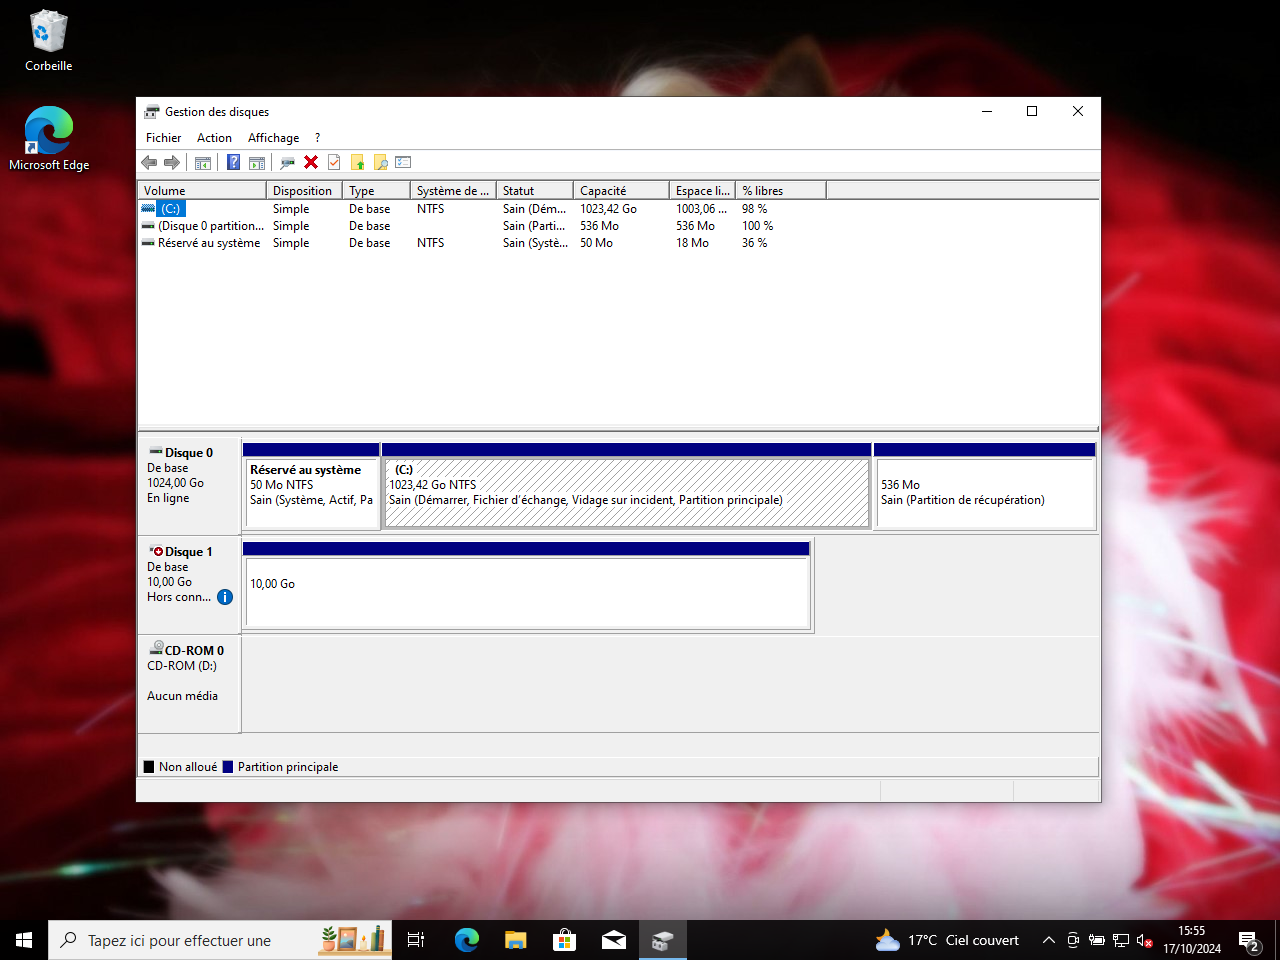 Corbeille
Microsoft Edge
Gestion des disques
Fichier Action Affichage ?
Volume Disposition Type Système de ... Statut Capacité Espace li... % libres
(C:) Simple De base NTFS Sain (Dém... 1023,42 Go 1003,06 ... 98 %
(Disque 0 partition... Simple De base Sain (Parti... 536 Mo 536 Mo 100 %
Réservé au système Simple De base NTFS Sain (Systè... 50 Mo 18 Mo 36 %
Disque 0
De base
1024,00 Go
En ligne
Réservé au système
50 Mo NTFS
Sain (Système, Actif, Pa
(C:)
1023,42 Go NTFS
Sain (Démarrer, Fichier d'échange, Vidage sur incident, Partition principale)
536 Mo
Sain (Partition de récupération)
Disque 1
De base
10,00 Go
Hors conn...
10,00 Go
CD-ROM 0
CD-ROM (D:)
Aucun média
Non alloué Partition principale
Tapez ici pour effectuer une
17°C Ciel couvert
15:55
17/10/2024
2